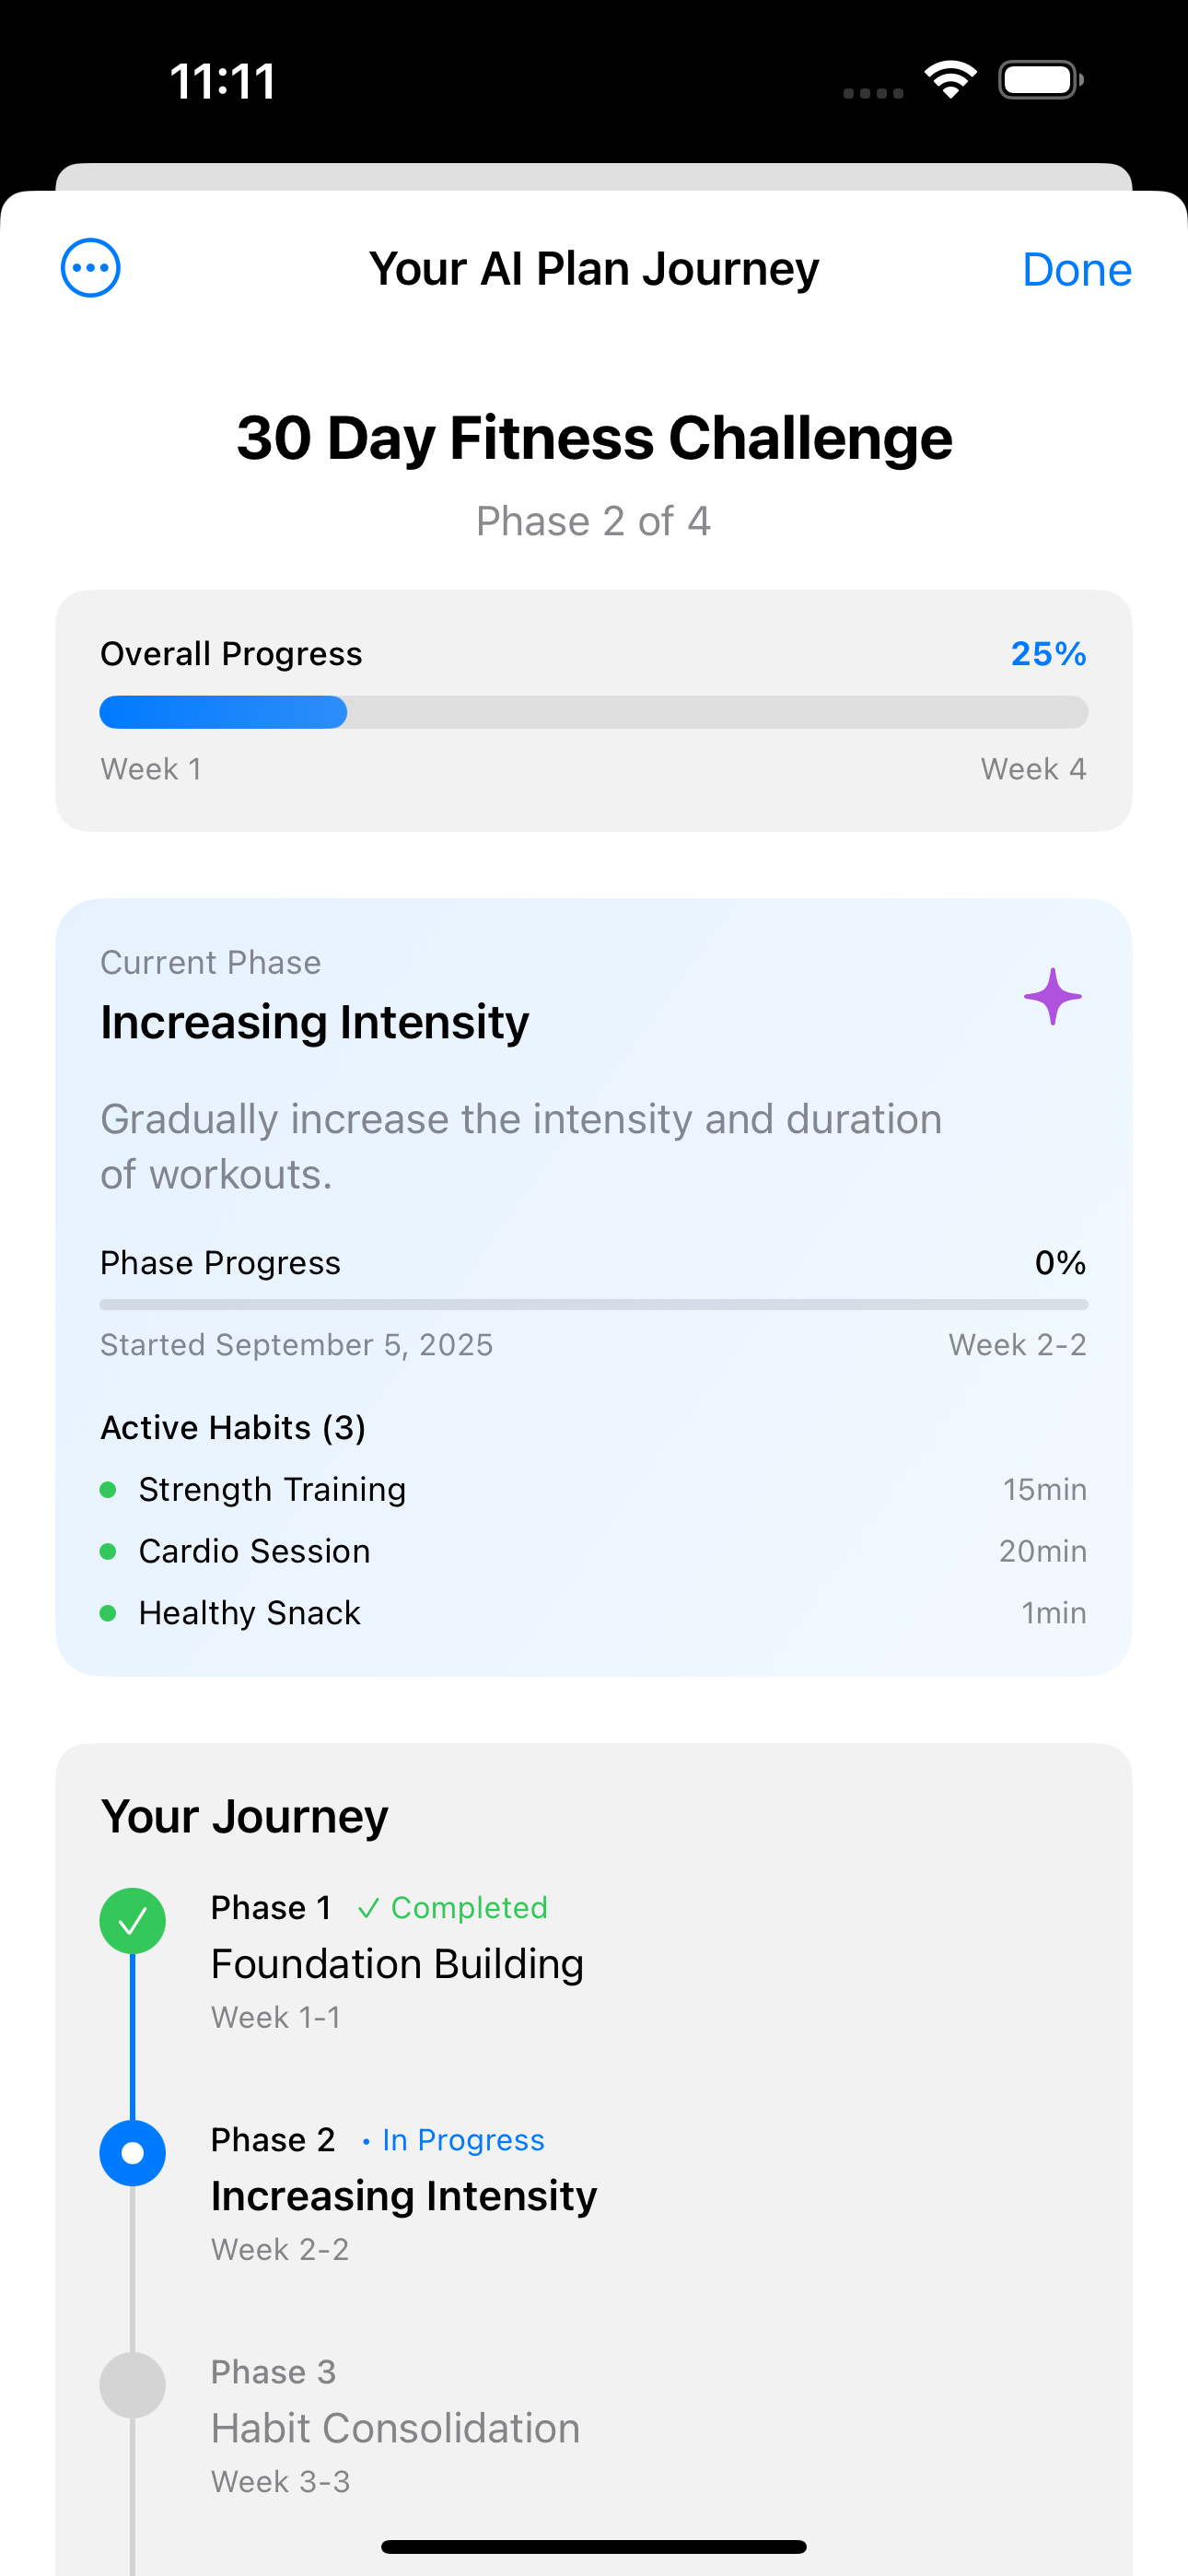 11:11
Your AI Plan Journey
Done
30 Day Fitness Challenge
Phase 2 of 4
Overall Progress
25%
Week 1
Week 4
Current Phase
Increasing Intensity
Gradually increase the intensity and duration
of workouts.
Phase Progress
0%
Started September 5, 2025
Week 2-2
Active Habits (3)
Strength Training
15min
Cardio Session
20min
Healthy Snack
1min
Your Journey
Phase 1 ✓ Completed
Foundation Building
Week 1-1
Phase 2 • In Progress
Increasing Intensity
Week 2-2
Phase 3
Habit Consolidation
Week 3-3